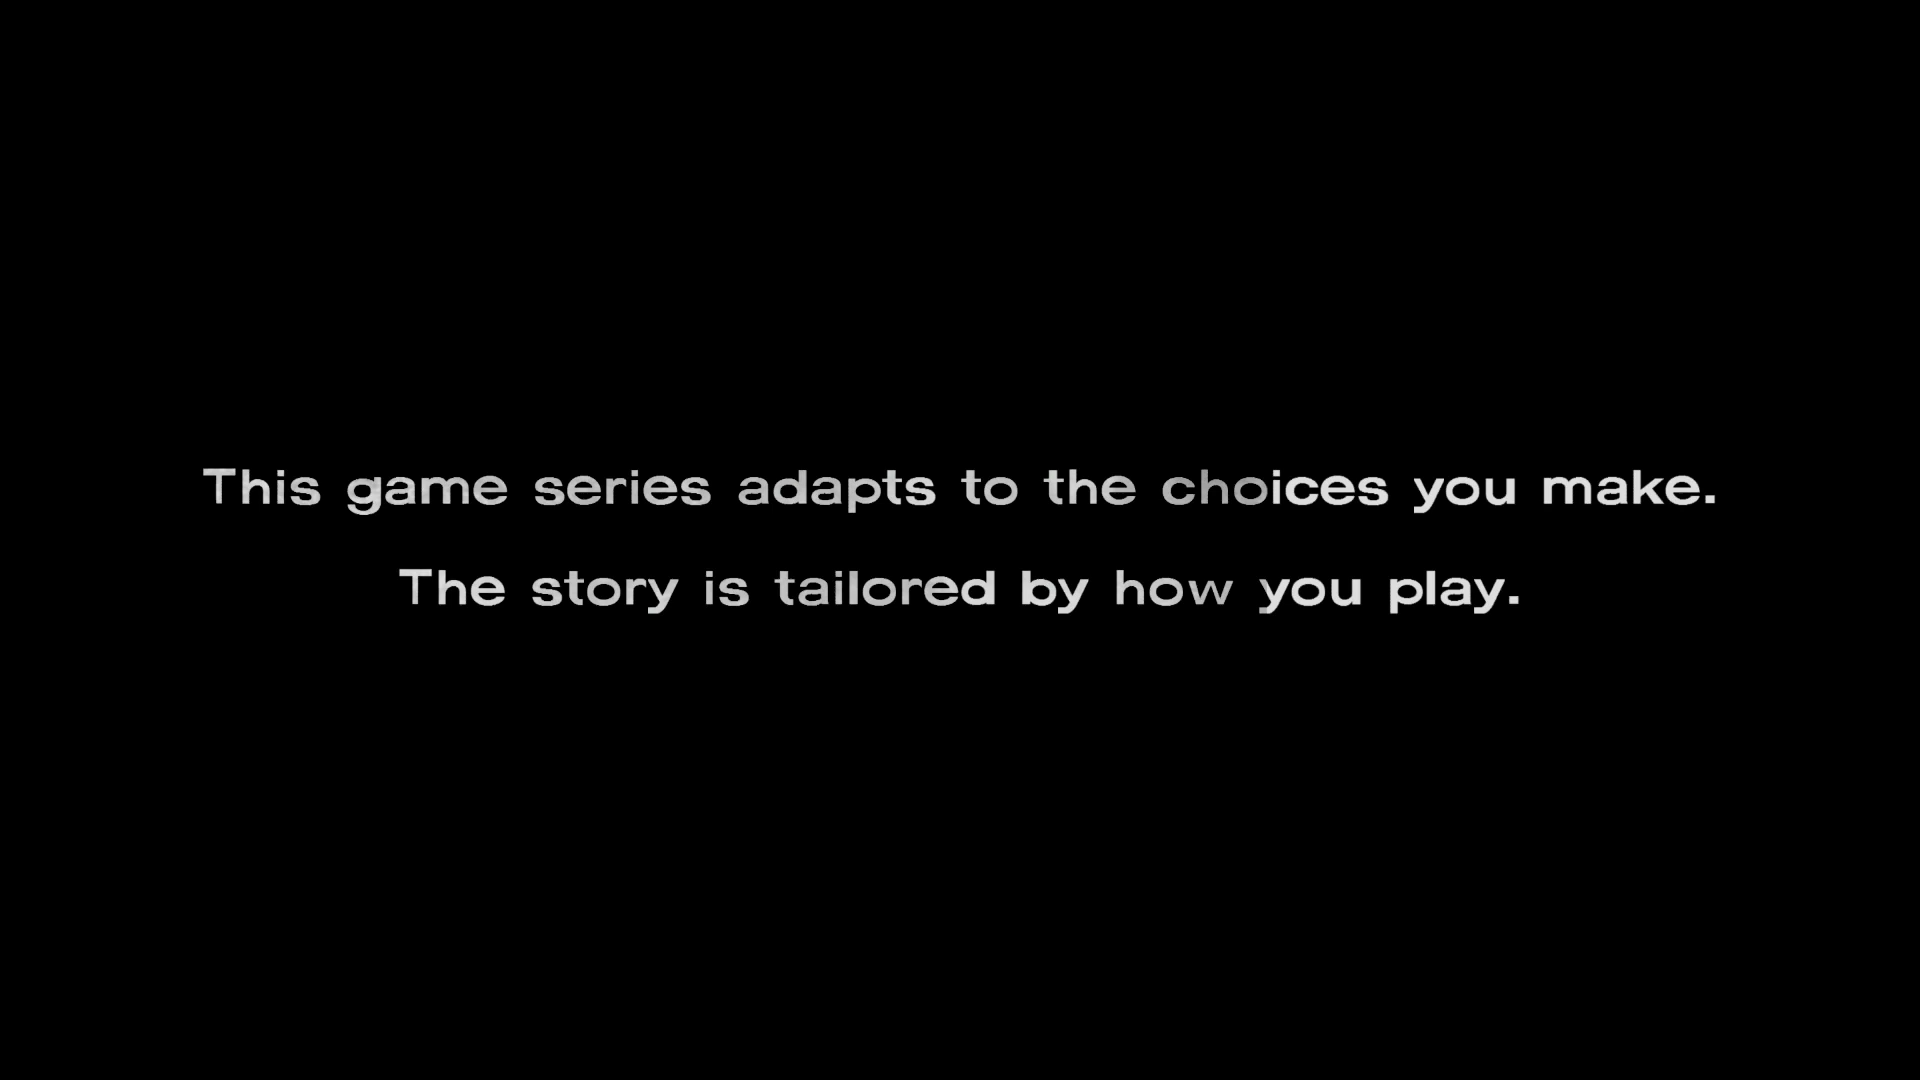 This game series adapts to the choices you make.
The story is tailored by how you play.